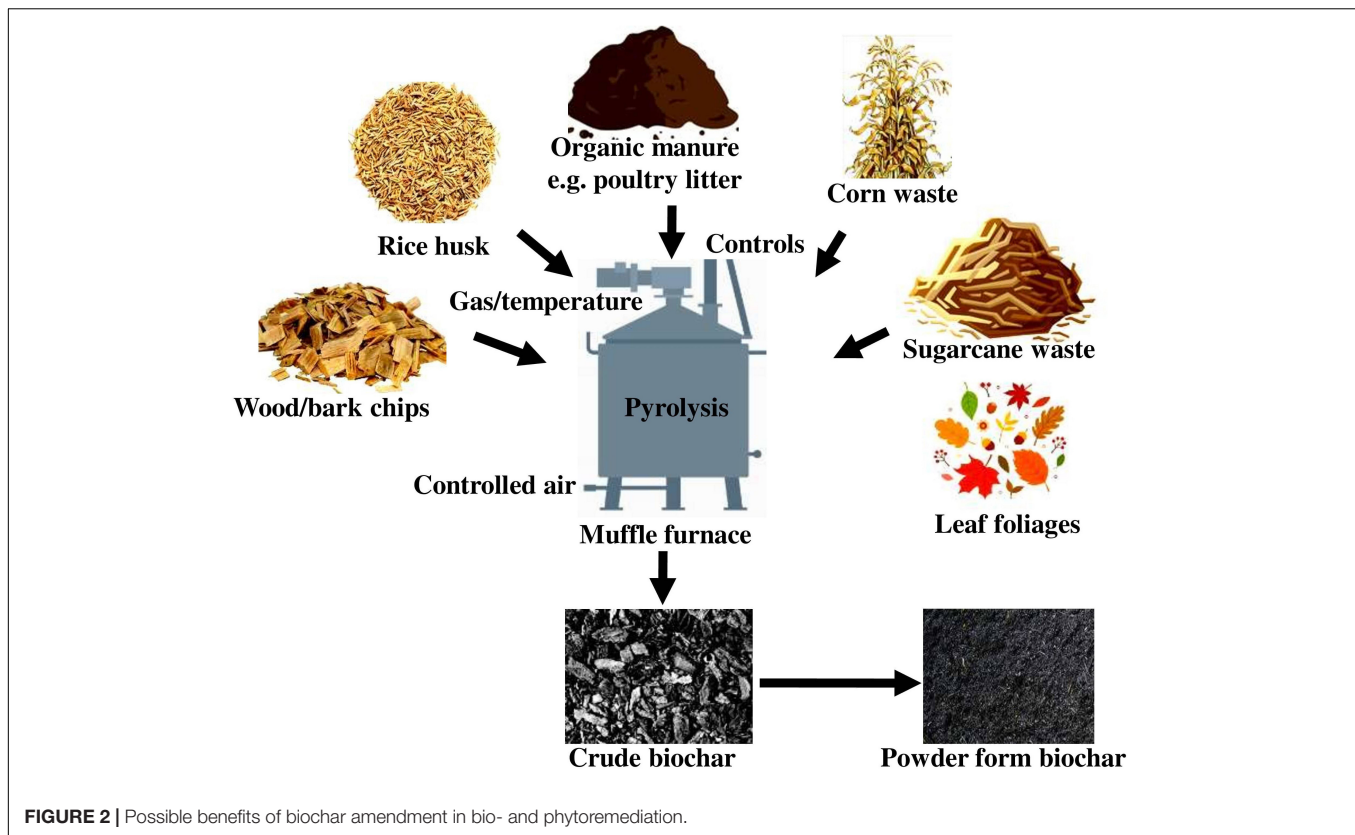 Organic manure
e.g. poultry litter
Corn waste
Rice husk
Controls
Gas/temperature
Sugarcane waste
Wood/bark chips
Pyrolysis
Controlled air
Leaf foliages
Muffle furnace
Crude biochar
Powder form biochar
FIGURE 2 | Possible benefits of biochar amendment in bio- and phytoremediation.